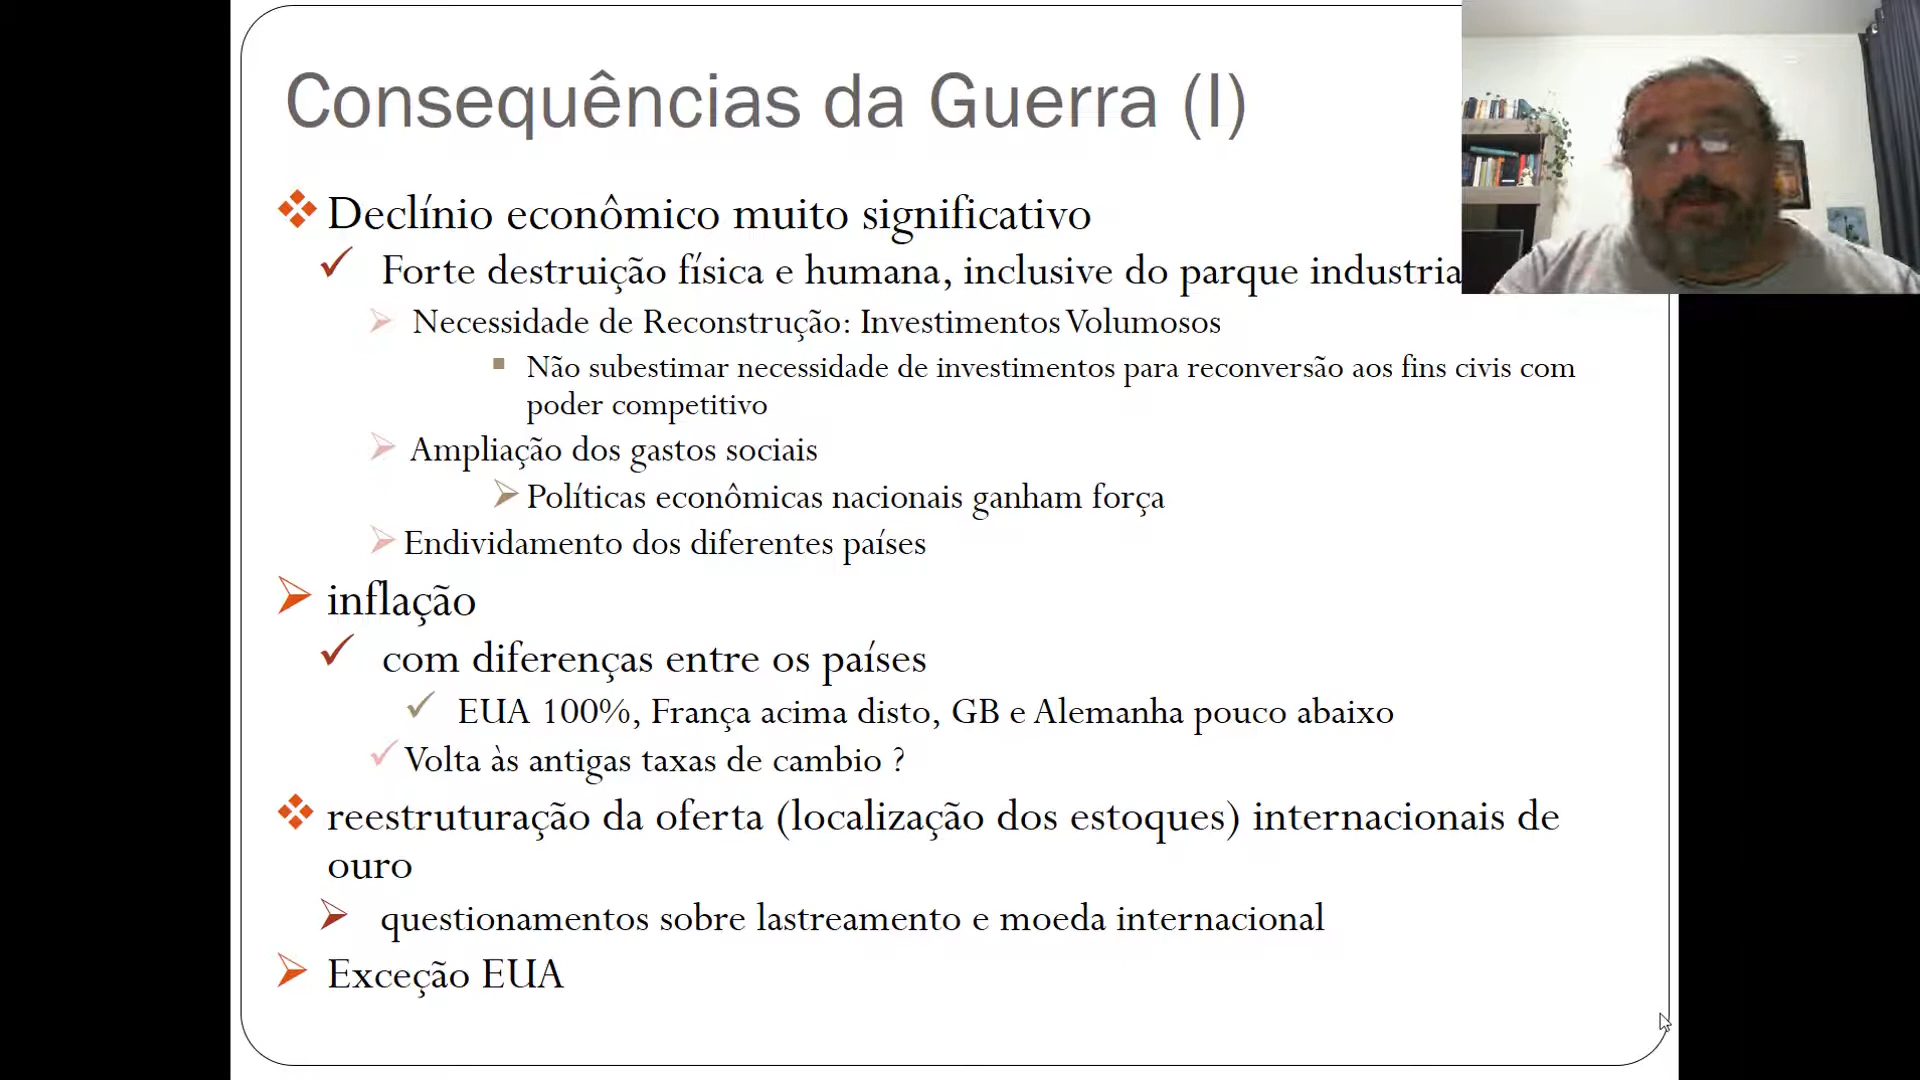 Consequências da Guerra (I)
Declínio econômico muito significativo
Forte destruição física e humana, inclusive do parque industria
Necessidade de Reconstrução: Investimentos Volumosos
Não subestimar necessidade de investimentos para reconversão aos fins civis com
poder competitivo
Ampliação dos gastos sociais
Políticas econômicas nacionais ganham força
Endividamento dos diferentes países
inflação
com diferenças entre os países
EUA 100%, França acima disto, GB e Alemanha pouco abaixo
Volta às antigas taxas de cambio ?
reestruturação da oferta (localização dos estoques) internacionais de
ouro
questionamentos sobre lastreamento e moeda internacional
Exceção EUA